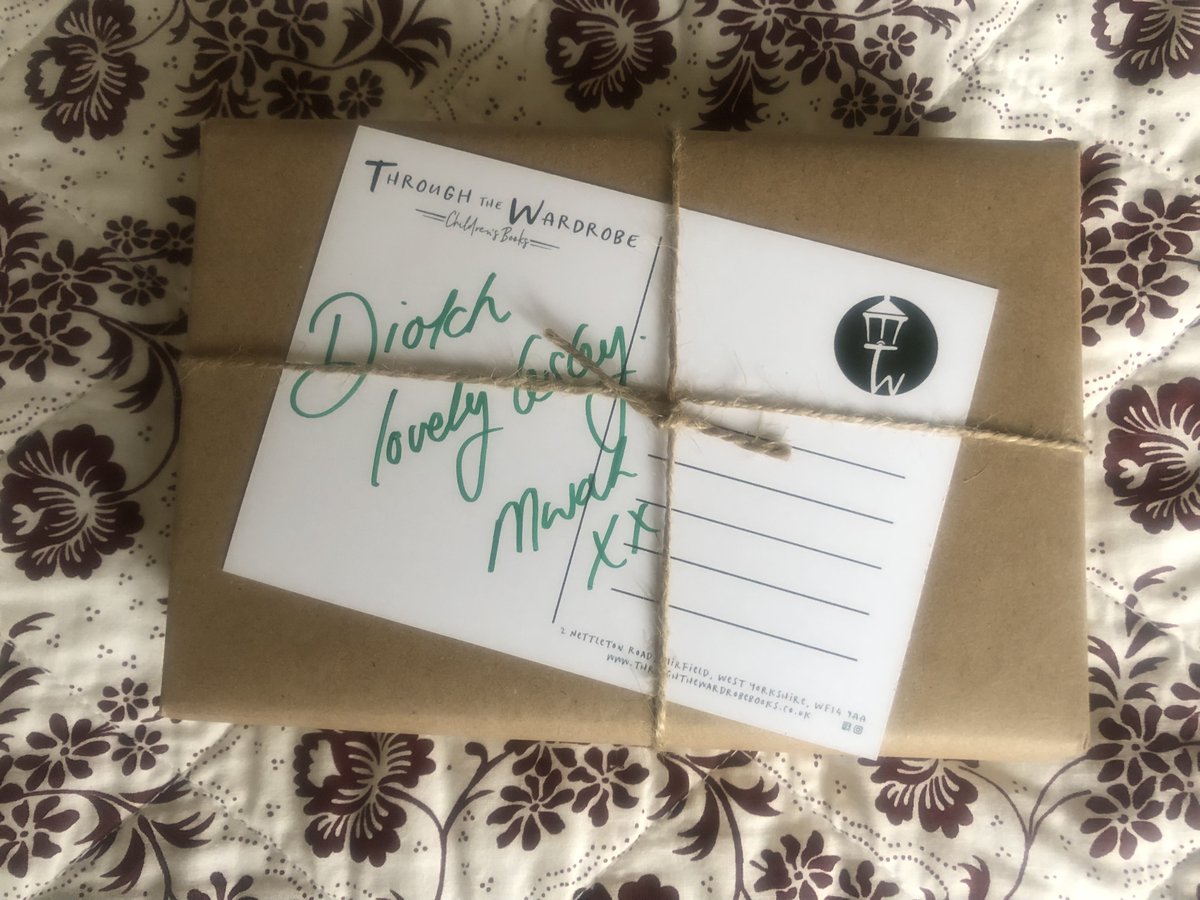 THROUGH THE WARDROBE
Children's Books
Diolch
lovely Lesley.
Mwah
xx
2 NETTLETON ROAD, MIRFIELD, WEST YORKSHIRE, WF14 9AA
WWW.THROUGHTHEWARDROBEBOOKS.CO.UK